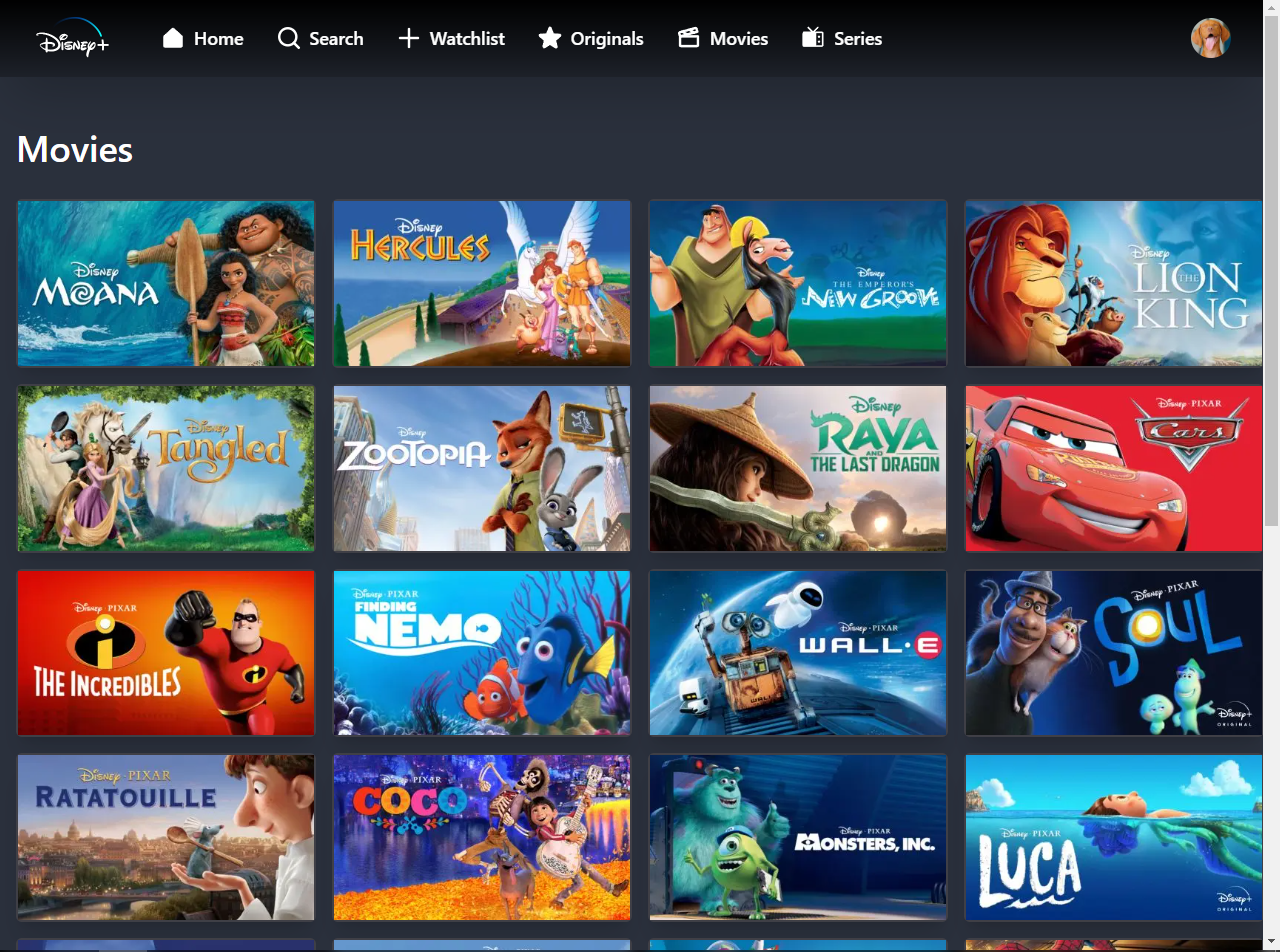 Disney+
Home
Search
Watchlist
Originals
Movies
Series
Movies
Disney
MOANA
Disney
HERCULES
Disney
THE EMPEROR'S
NEW GROOVE
Disney
THE
LION
KING
Disney
Tangled
Disney
ZOOTOPIA
Disney
RAYA
AND
THE LAST DRAGON
Disney · PIXAR
Cars
Disney · PIXAR
THE INCREDIBLES
Disney · PIXAR
FINDING
NEMO
Disney · PIXAR
WALL·E
Disney · PIXAR
SOUL
Disney+
ORIGINAL
Disney · PIXAR
RATATOUILLE
Disney · PIXAR
COCO
Disney · PIXAR
MONSTERS, INC.
Disney · PIXAR
LUCA
Disney+
ORIGINAL